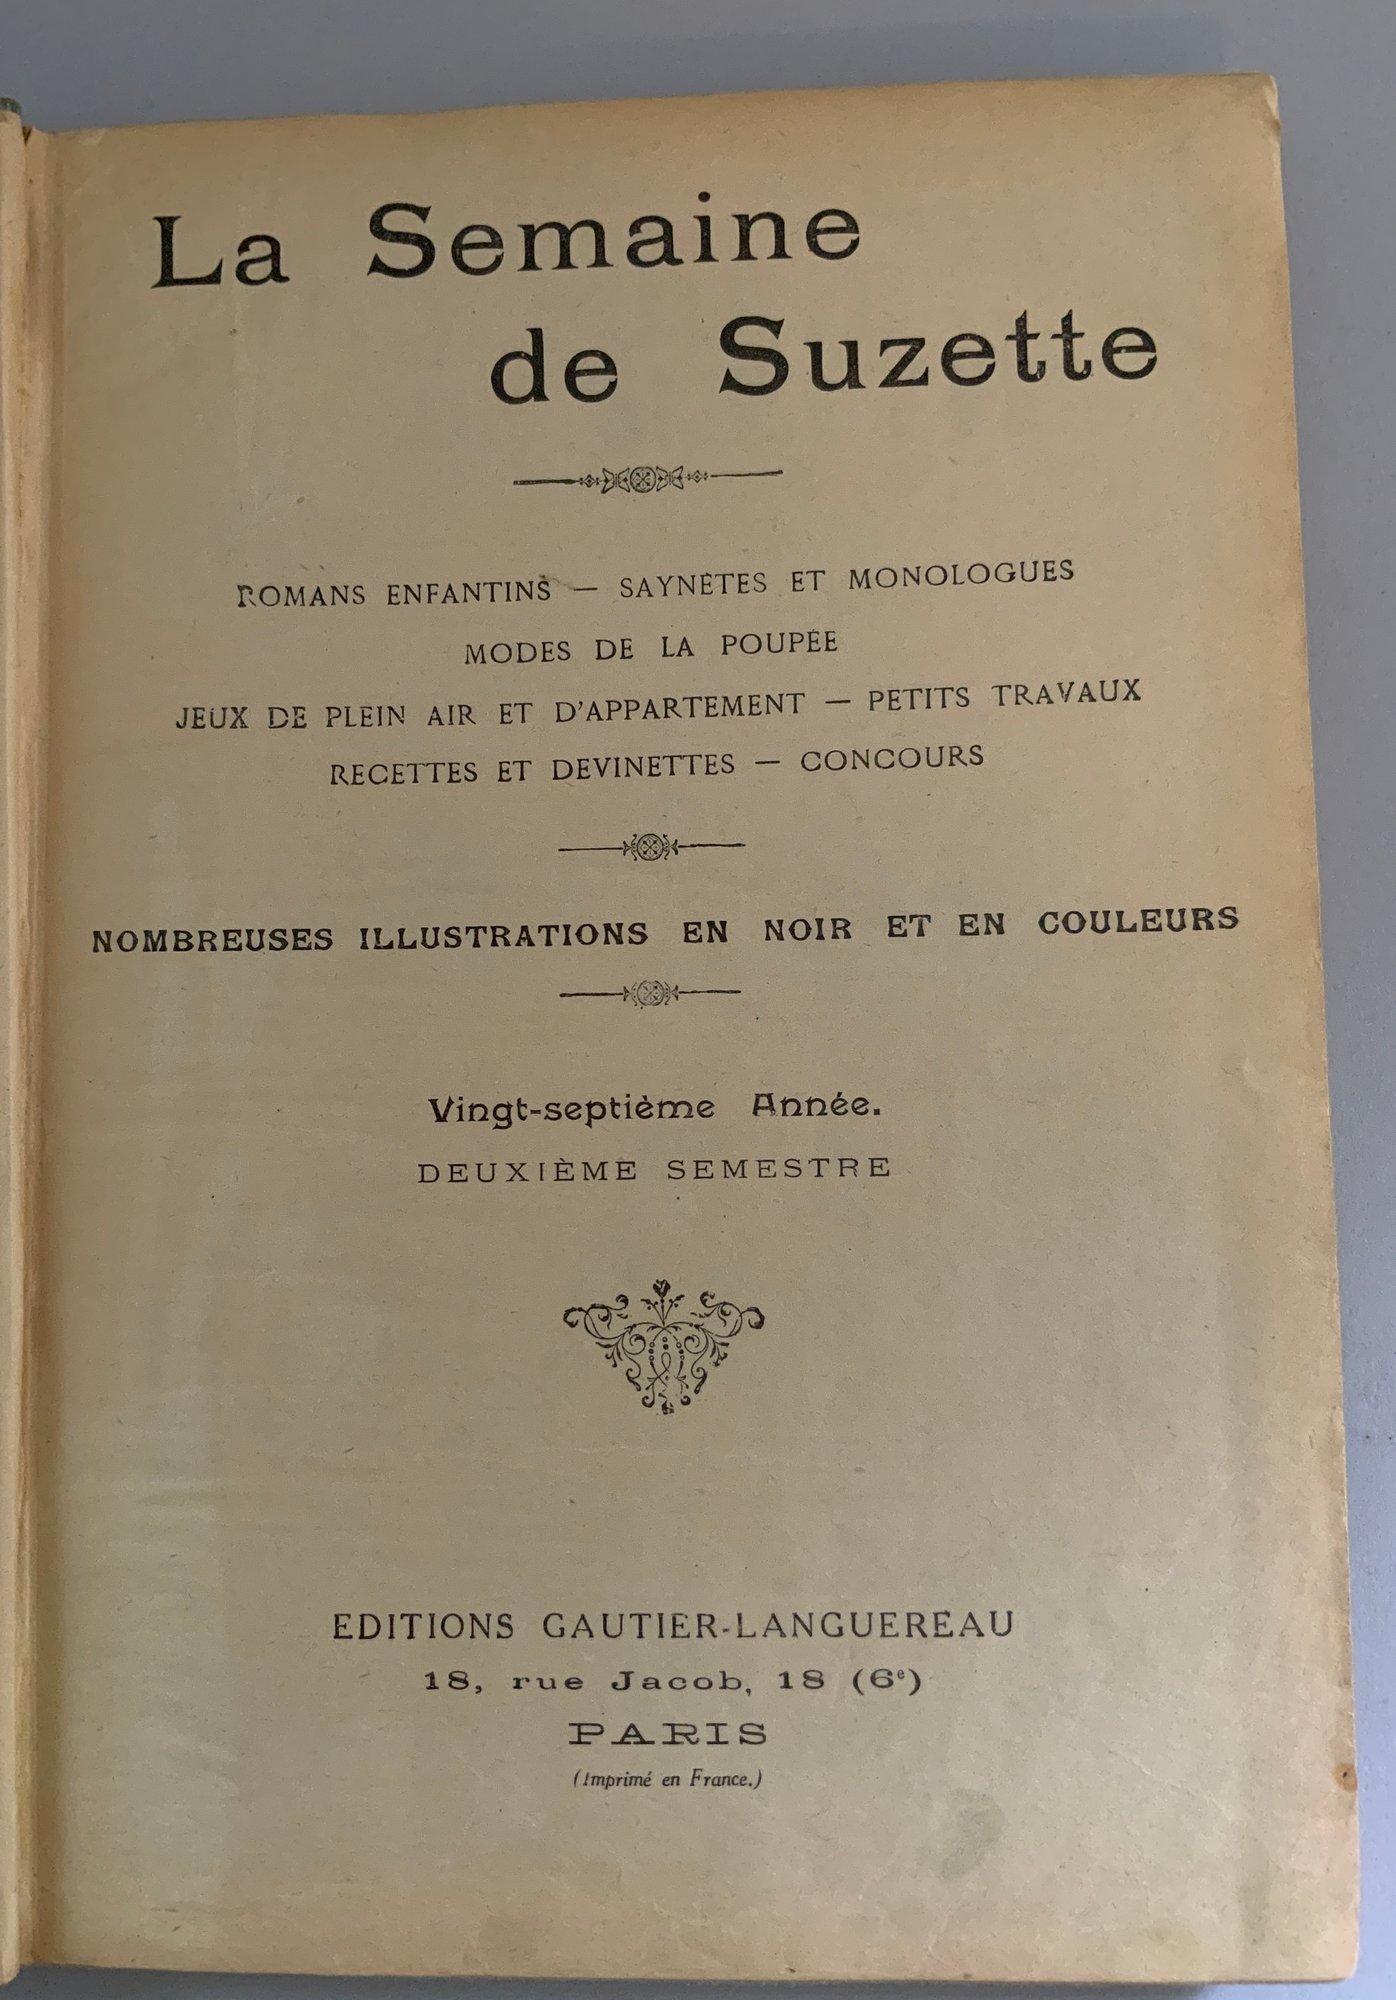 La Semaine
de Suzette
ROMANS ENFANTINS — SAYNÈTES ET MONOLOGUES
MODES DE LA POUPÉE
JEUX DE PLEIN AIR ET D'APPARTEMENT — PETITS TRAVAUX
RECETTES ET DEVINETTES — CONCOURS
NOMBREUSES ILLUSTRATIONS EN NOIR ET EN COULEURS
Vingt-septième Année.
DEUXIÈME SEMESTRE
EDITIONS GAUTIER-LANGUEREAU
18, rue Jacob, 18 (6e)
PARIS
(Imprimé en France.)